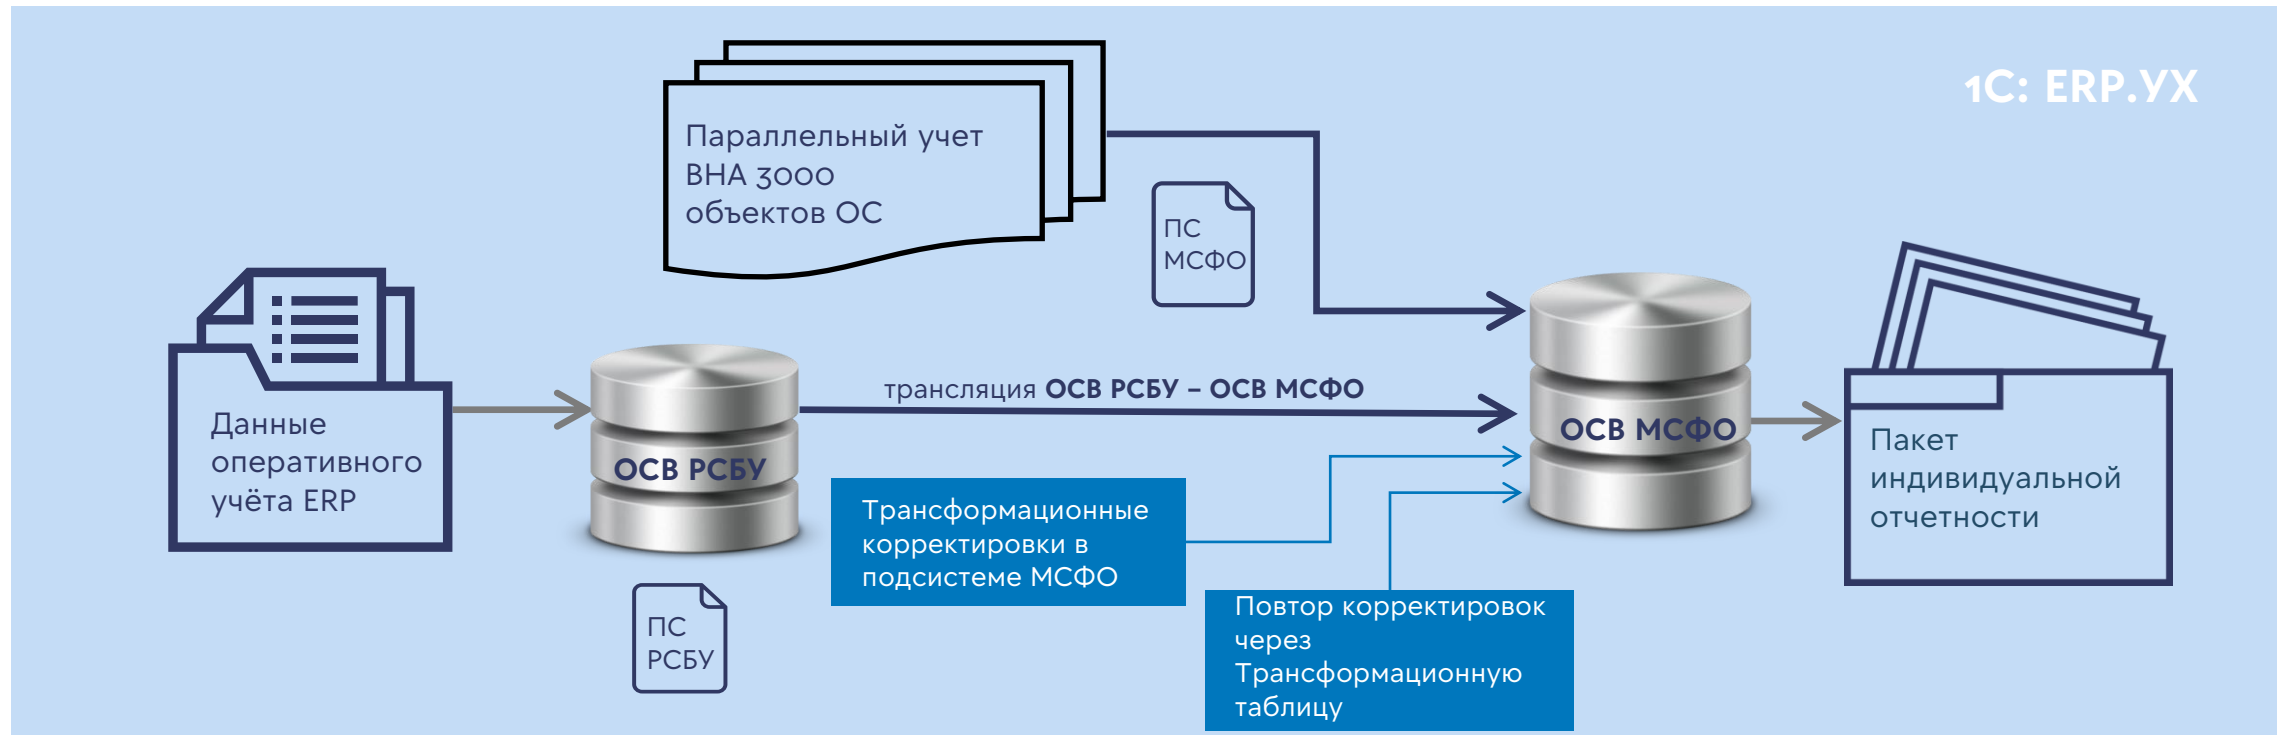 1С: ERP.УХ
Параллельный учет
ВНА 3000
объектов ОС
ПС
МСФО
Данные
оперативного
учёта ERP
ОСВ РСБУ
трансляция ОСВ РСБУ – ОСВ МСФО
ОСВ МСФО
Пакет
индивидуальной
отчетности
Трансформационные
корректировки в
подсистеме МСФО
ПС
РСБУ
Повтор корректировок
через
Трансформационную
таблицу